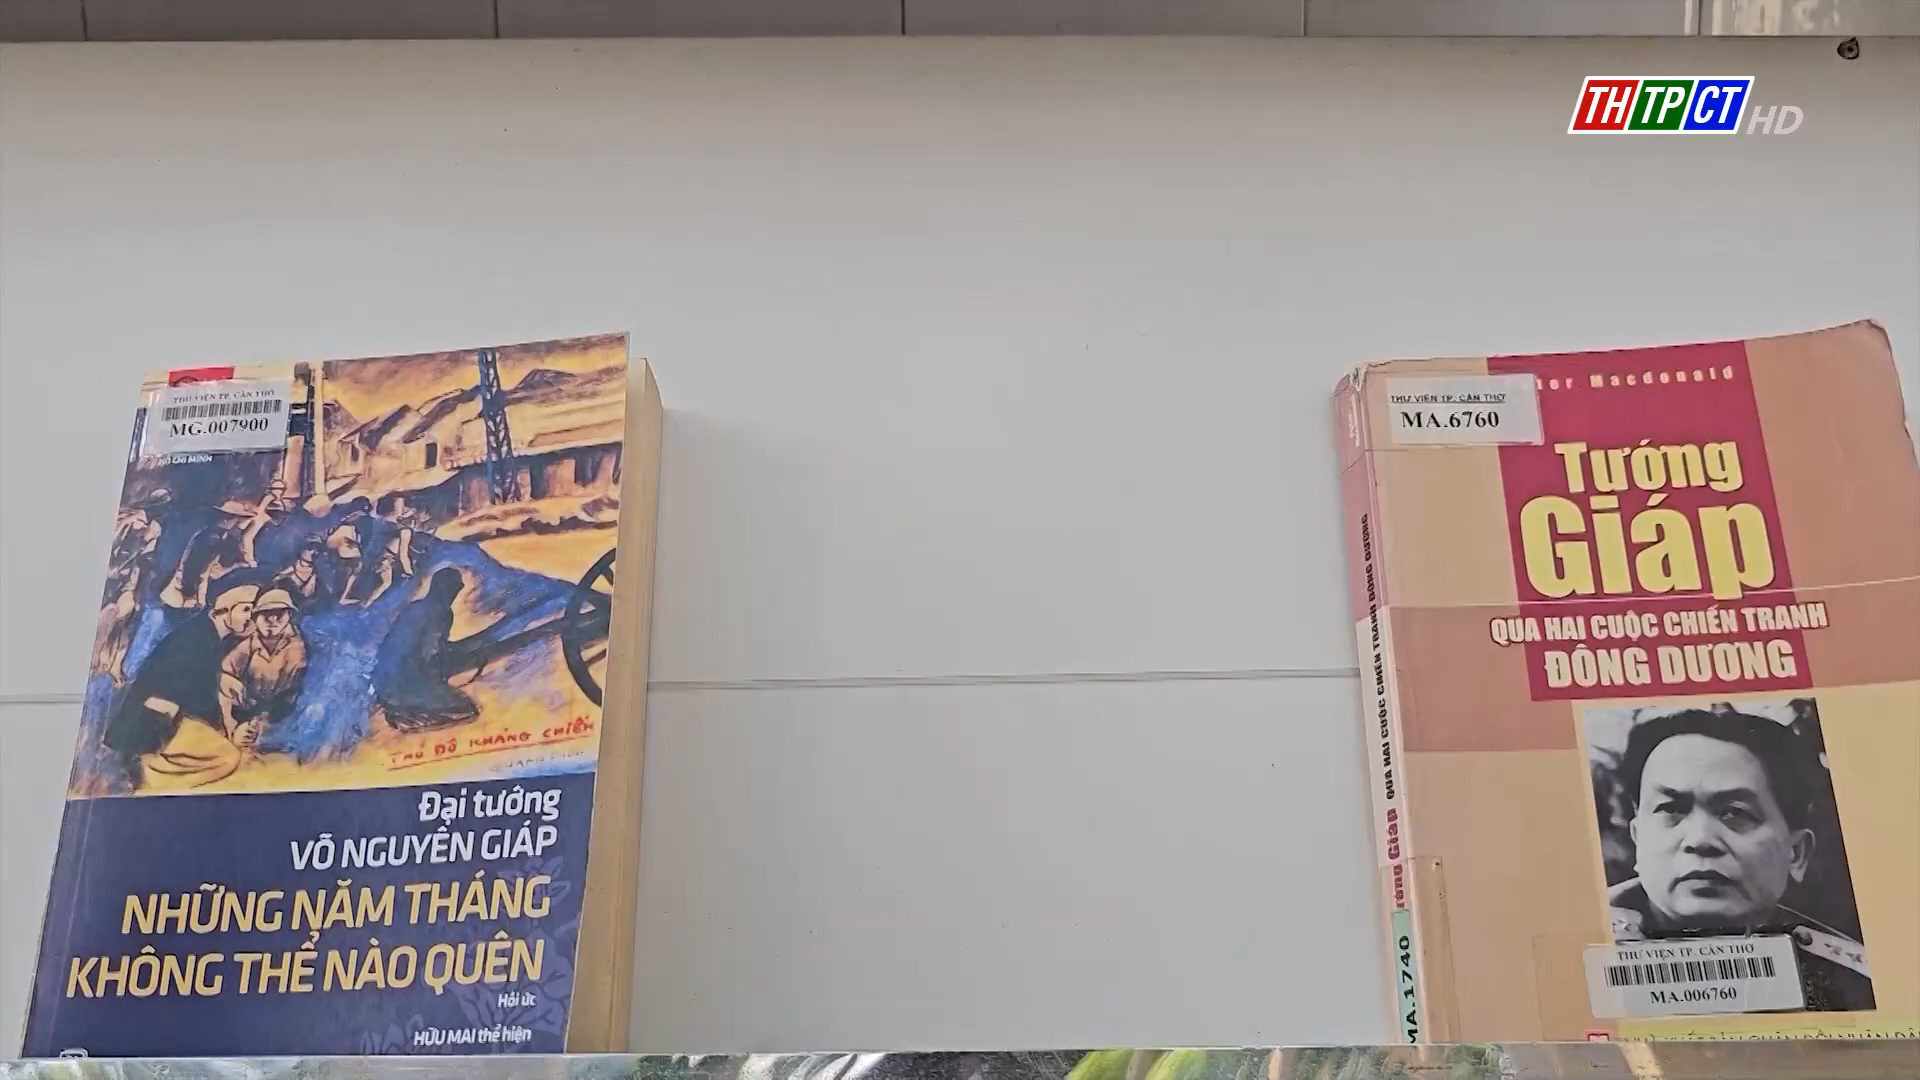 THTPCT HD
THƯ VIỆN TP. CẦN THƠ
MG.007900
HỒ CHÍ MINH
THỦ ĐÔ KHÁNG CHIẾN
Đại tướng
VÕ NGUYÊN GIÁP
NHỮNG NĂM THÁNG
KHÔNG THỂ NÀO QUÊN
Hồi ức
HỮU MAI thể hiện
Macdonald
THƯ VIỆN TP. CẦN THƠ
MA.6760
Tướng
Giáp
QUA HAI CUỘC CHIẾN TRANH
ĐÔNG DƯƠNG
Giáp QUA HAI CUỘC CHIẾN TRANH ĐÔNG DƯƠNG
MA.1740
THƯ VIỆN TP. CẦN THƠ
MA.006760